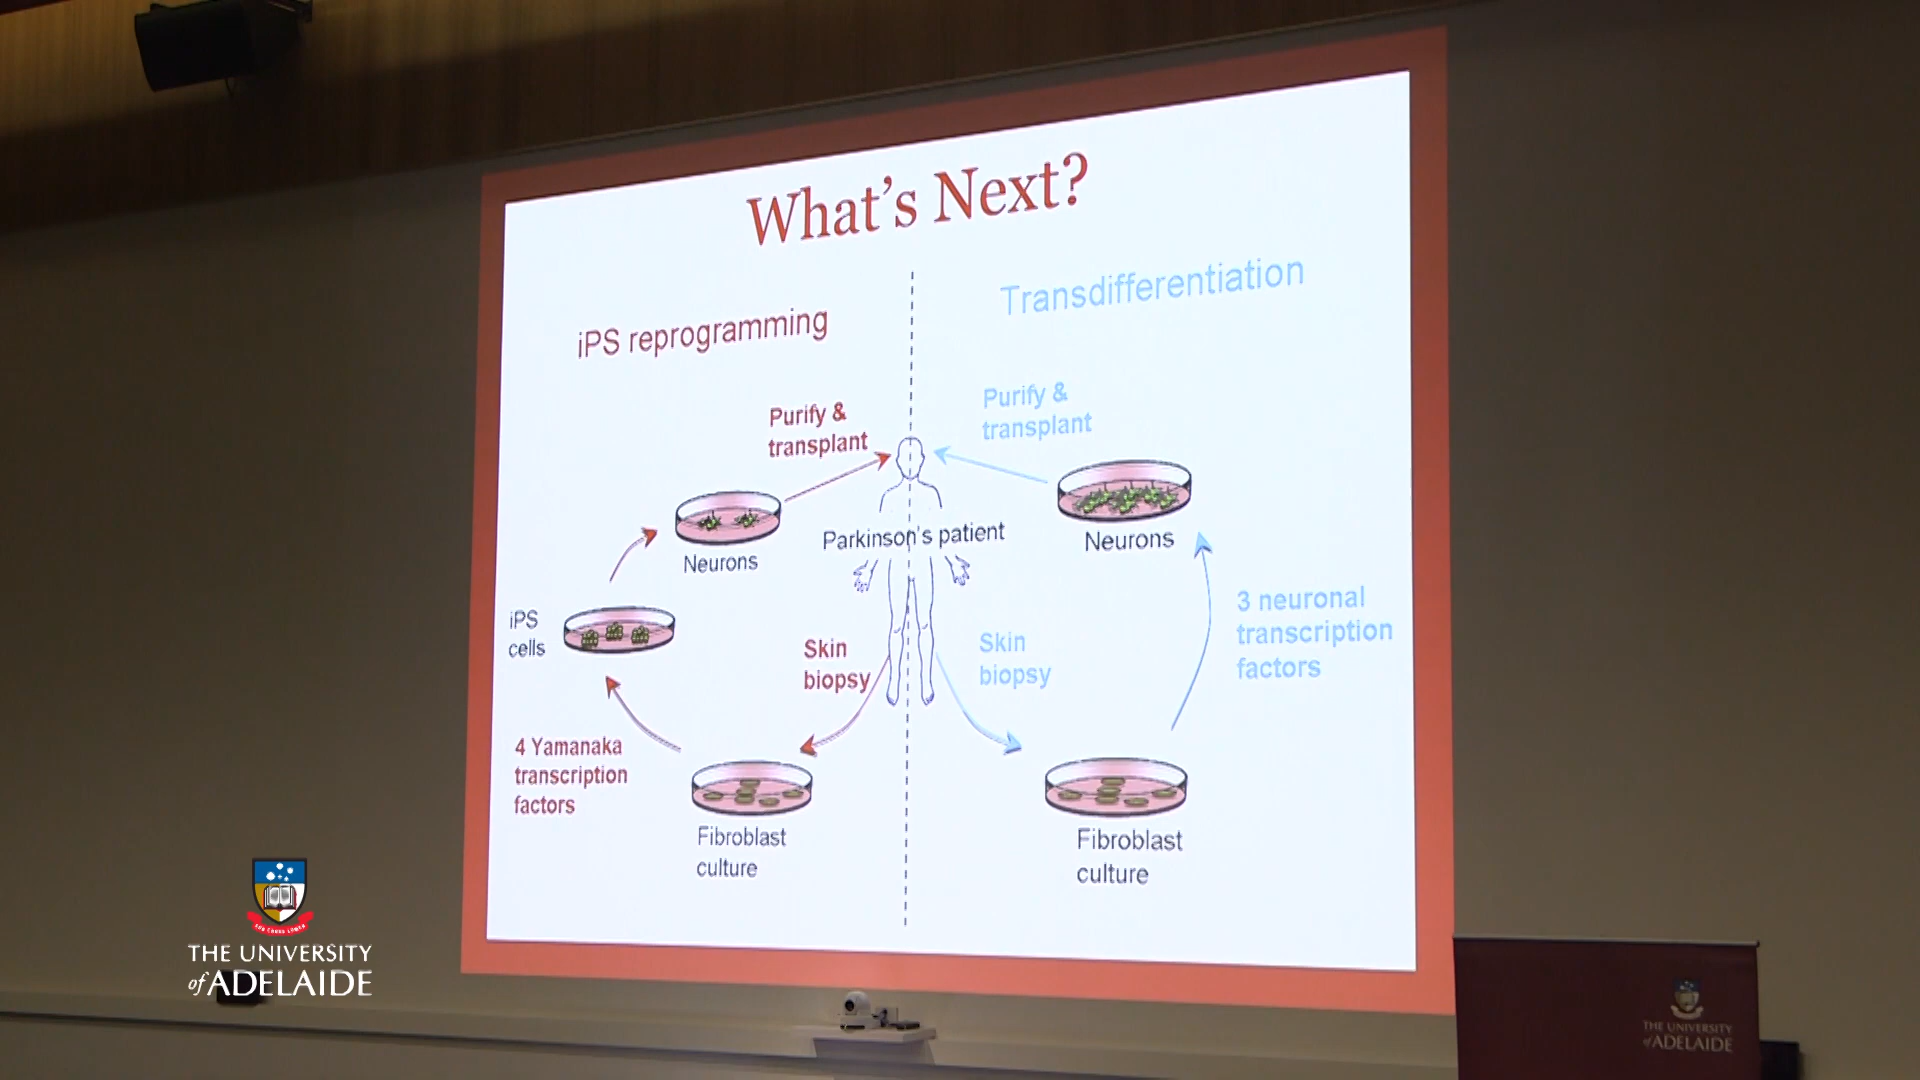 What's Next?
iPS reprogramming
Transdifferentiation
Purify &
transplant
Purify &
transplant
Neurons
Parkinson's patient
Neurons
iPS
cells
Skin
biopsy
Skin
biopsy
3 neuronal
transcription
factors
4 Yamanaka
transcription
factors
Fibroblast
culture
Fibroblast
culture
THE UNIVERSITY
of ADELAIDE
THE UNIVERSITY
of ADELAIDE